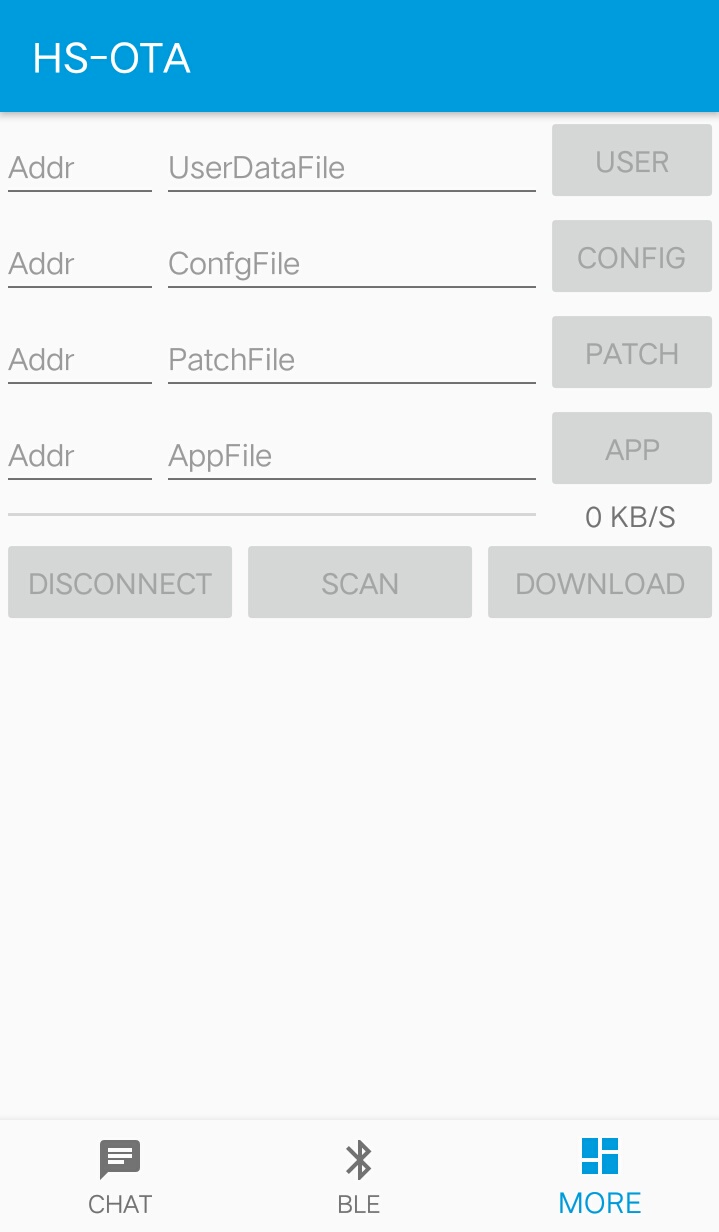 HS-OTA
Addr UserDataFile USER
Addr ConfgFile CONFIG
Addr PatchFile PATCH
Addr AppFile APP
0 KB/S
DISCONNECT SCAN DOWNLOAD
CHAT BLE MORE